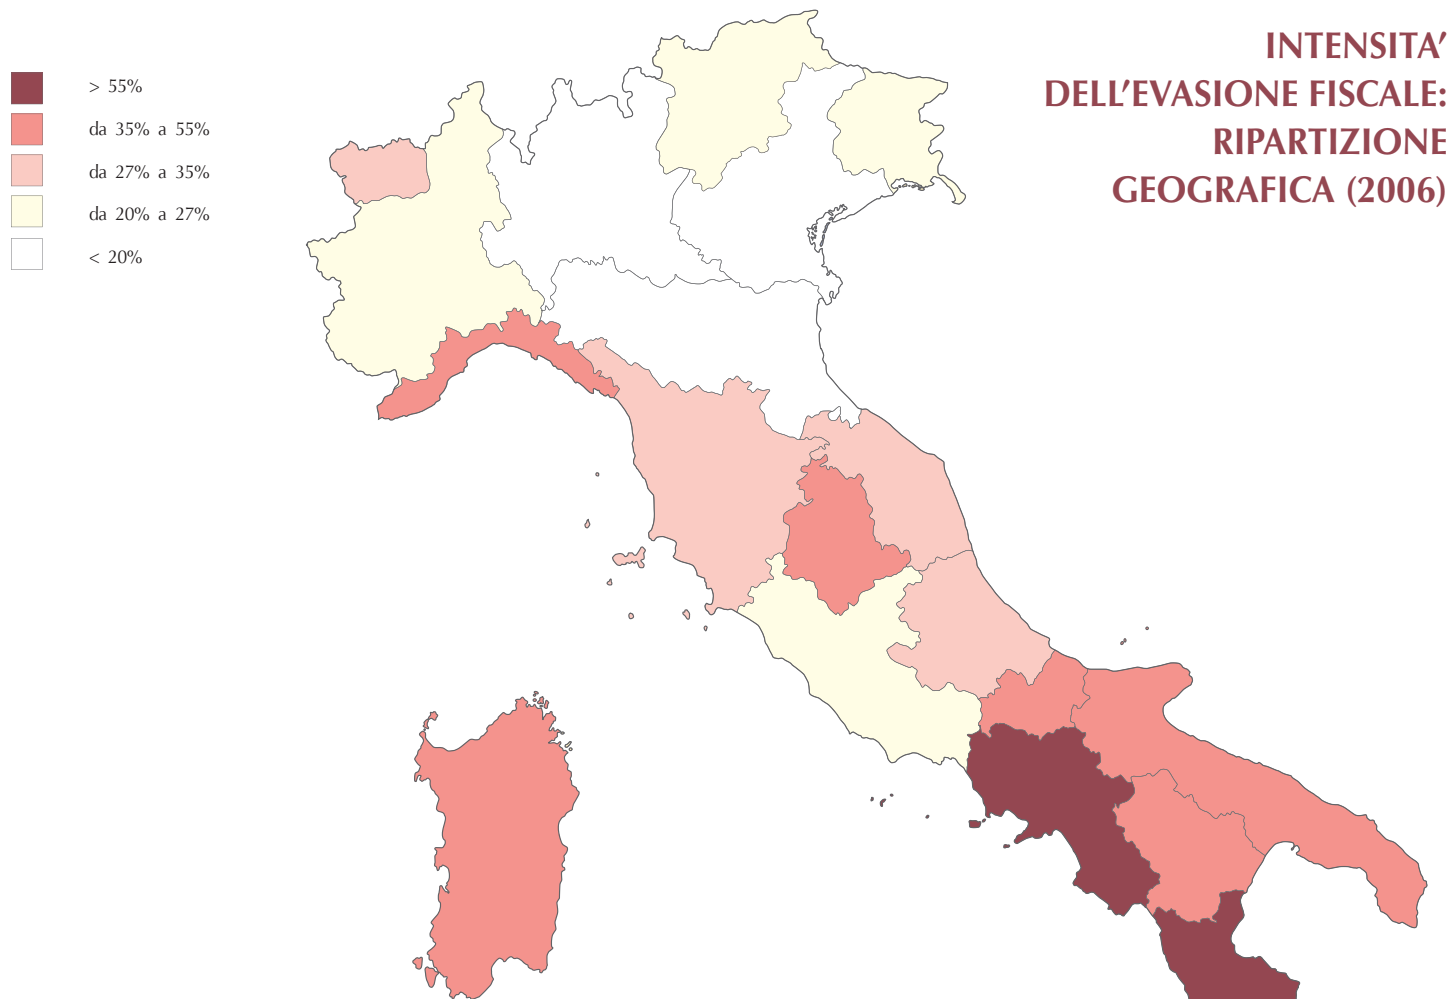 INTENSITA’
DELL’EVASIONE FISCALE:
RIPARTIZIONE
GEOGRAFICA (2006)
> 55%
da 35% a 55%
da 27% a 35%
da 20% a 27%
< 20%